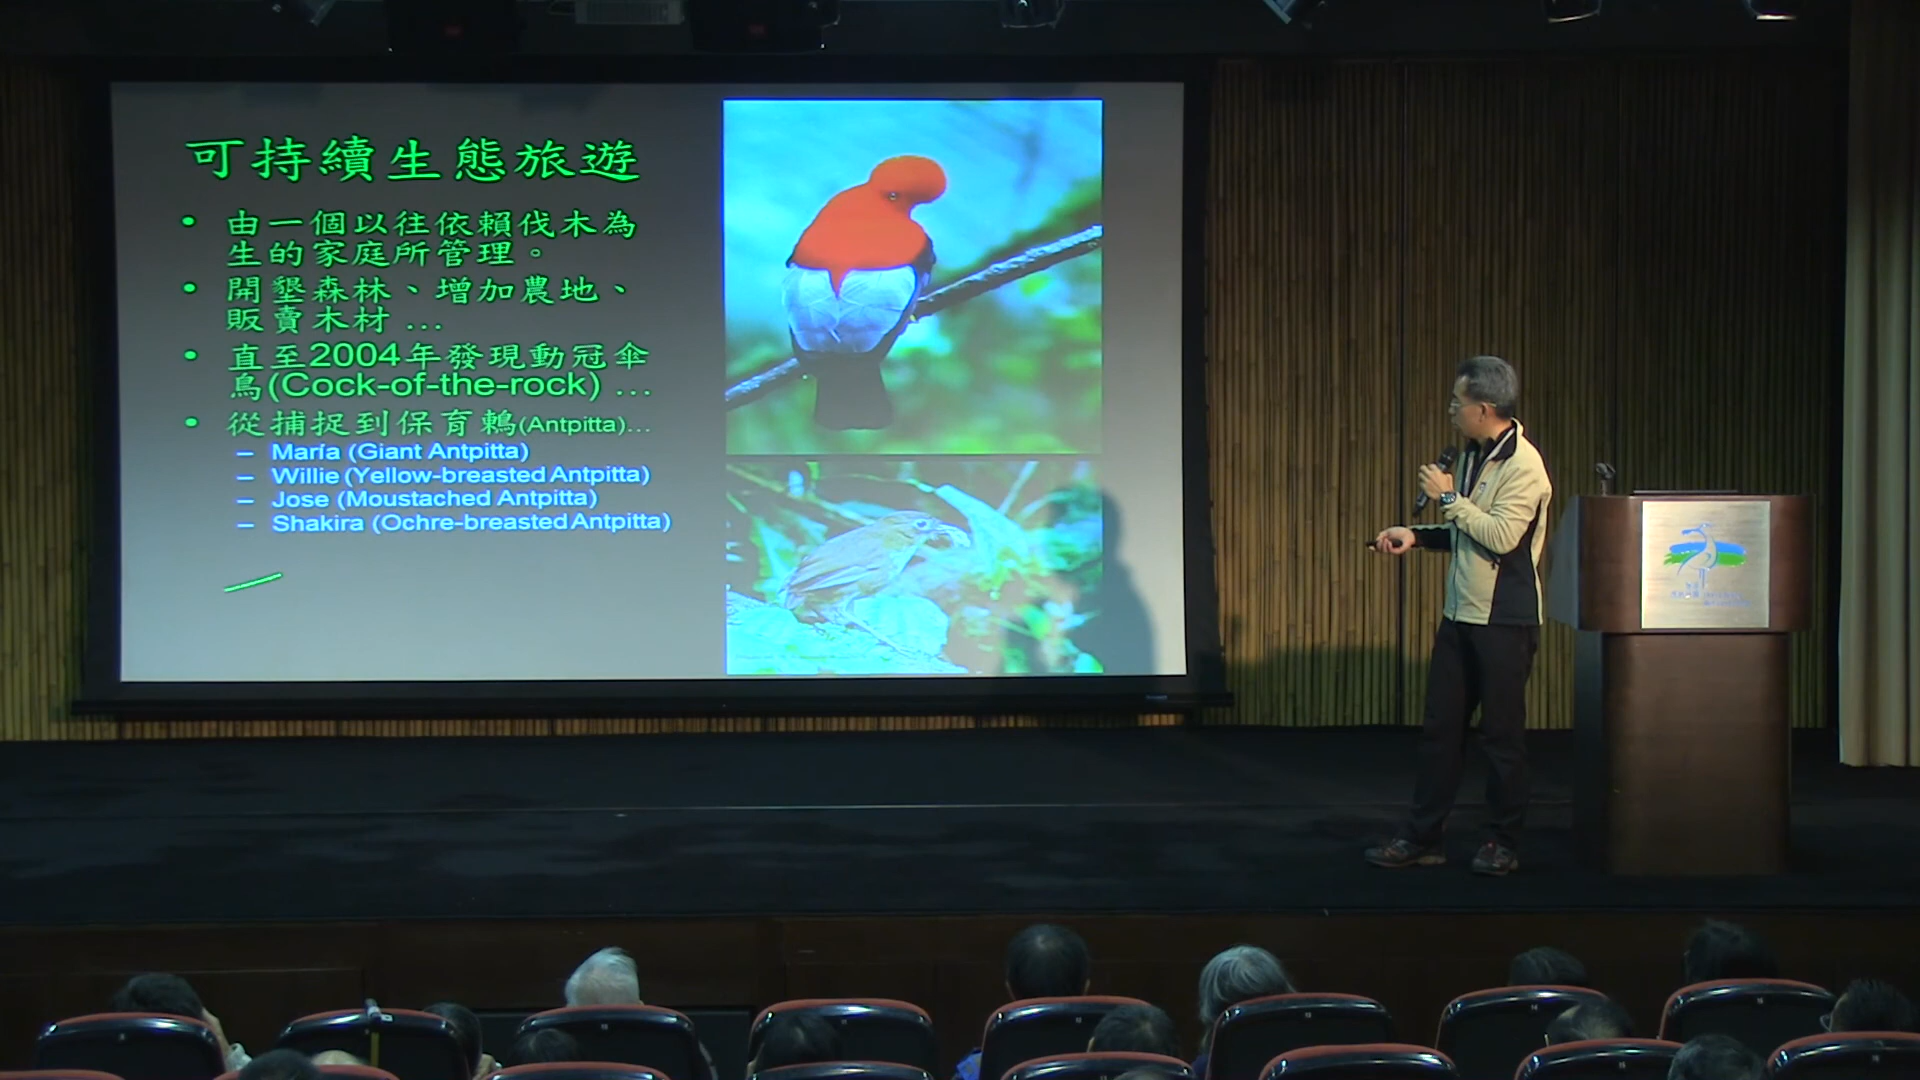 可持續生態旅遊
• 由一個以往依賴伐木為
生的家庭所管理。
• 開墾森林、增加農地、
販賣木材 …
• 直至2004年發現動冠傘
鳥(Cock-of-the-rock) …
• 從捕捉到保育鶇(Antpitta)…
– María (Giant Antpitta)
– Willie (Yellow-breasted Antpitta)
– Jose (Moustached Antpitta)
– Shakira (Ochre-breasted Antpitta)